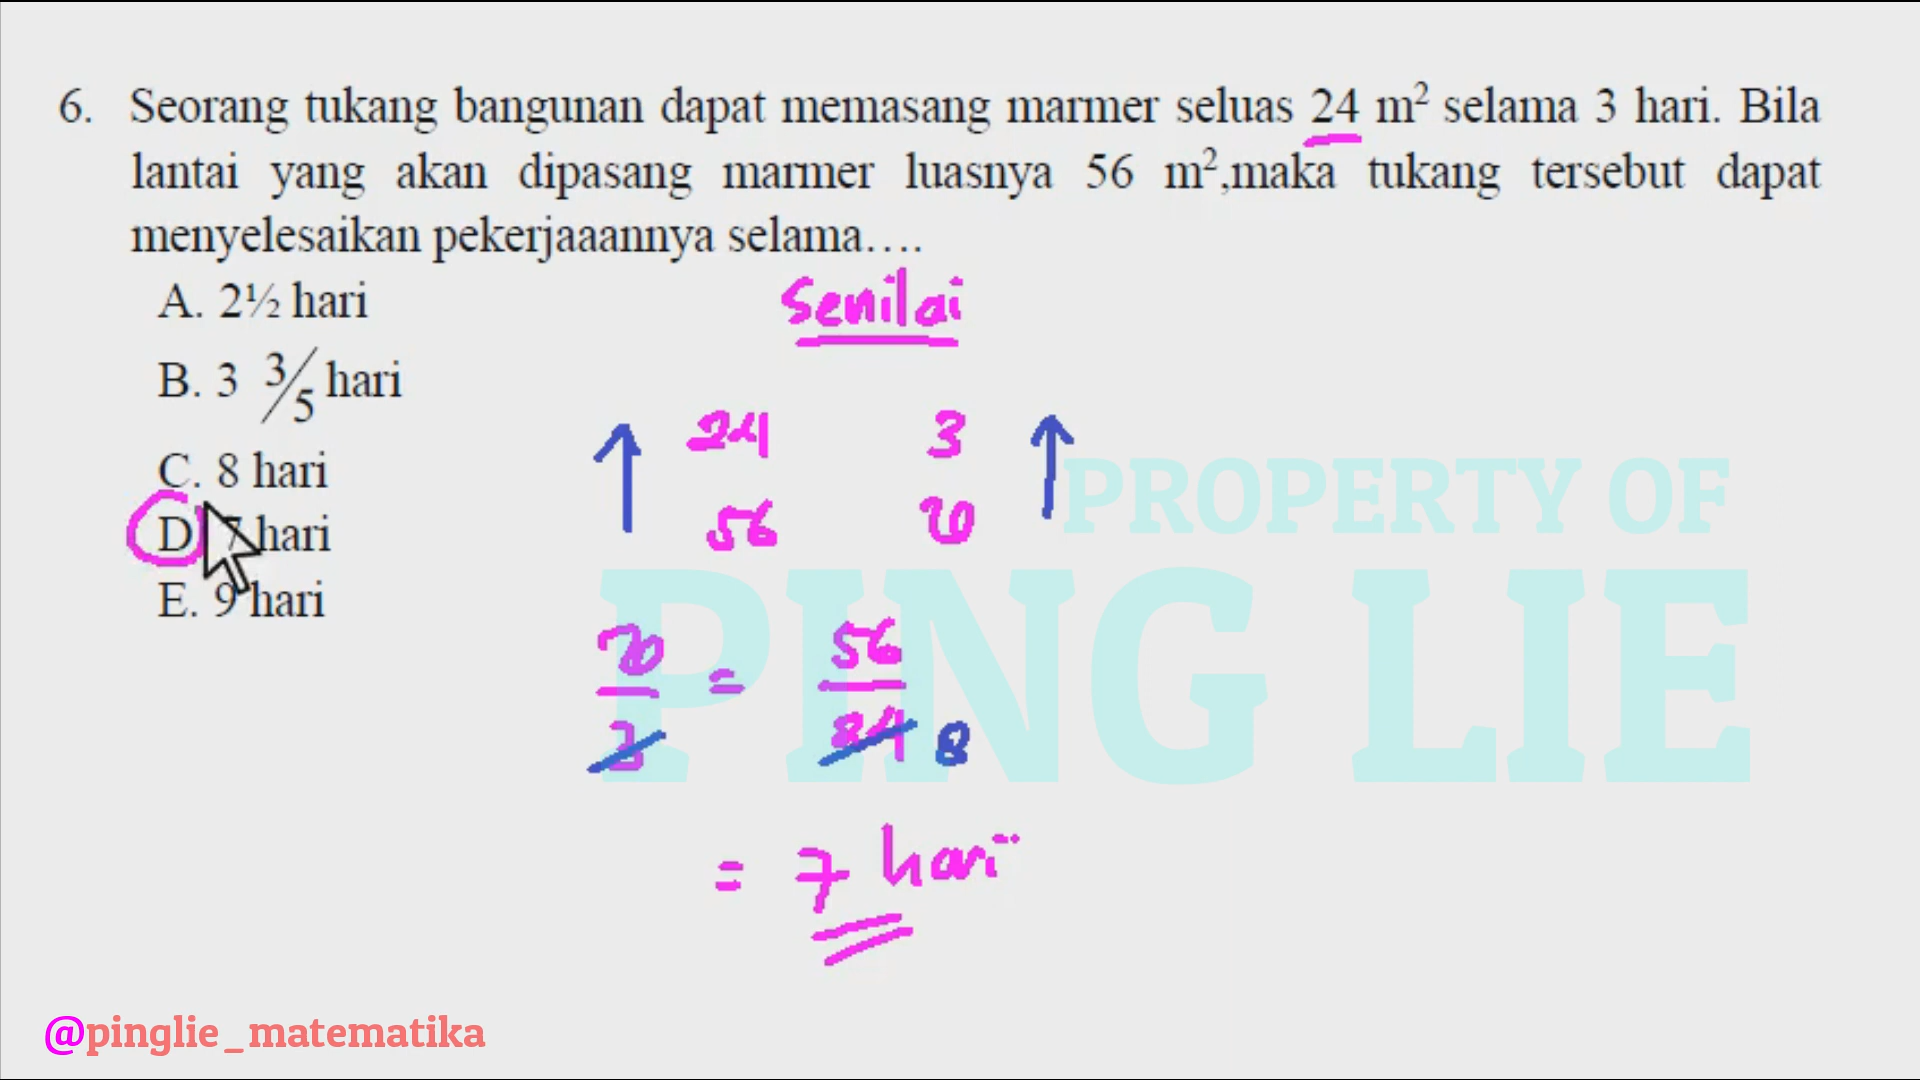 6. Seorang tukang bangunan dapat memasang marmer seluas 24 m² selama 3 hari. Bila
lantai yang akan dipasang marmer luasnya 56 m²,maka tukang tersebut dapat
menyelesaikan pekerjaaannya selama….
A. 2½ hari
Senilai
B. 3 3/5 hari
24 3
C. 8 hari
PROPERTY OF
56 n
D 7 hari
E. 9 hari
PING LIE
n/3 = 56/24 8
= 7 hari
@pinglie_matematika